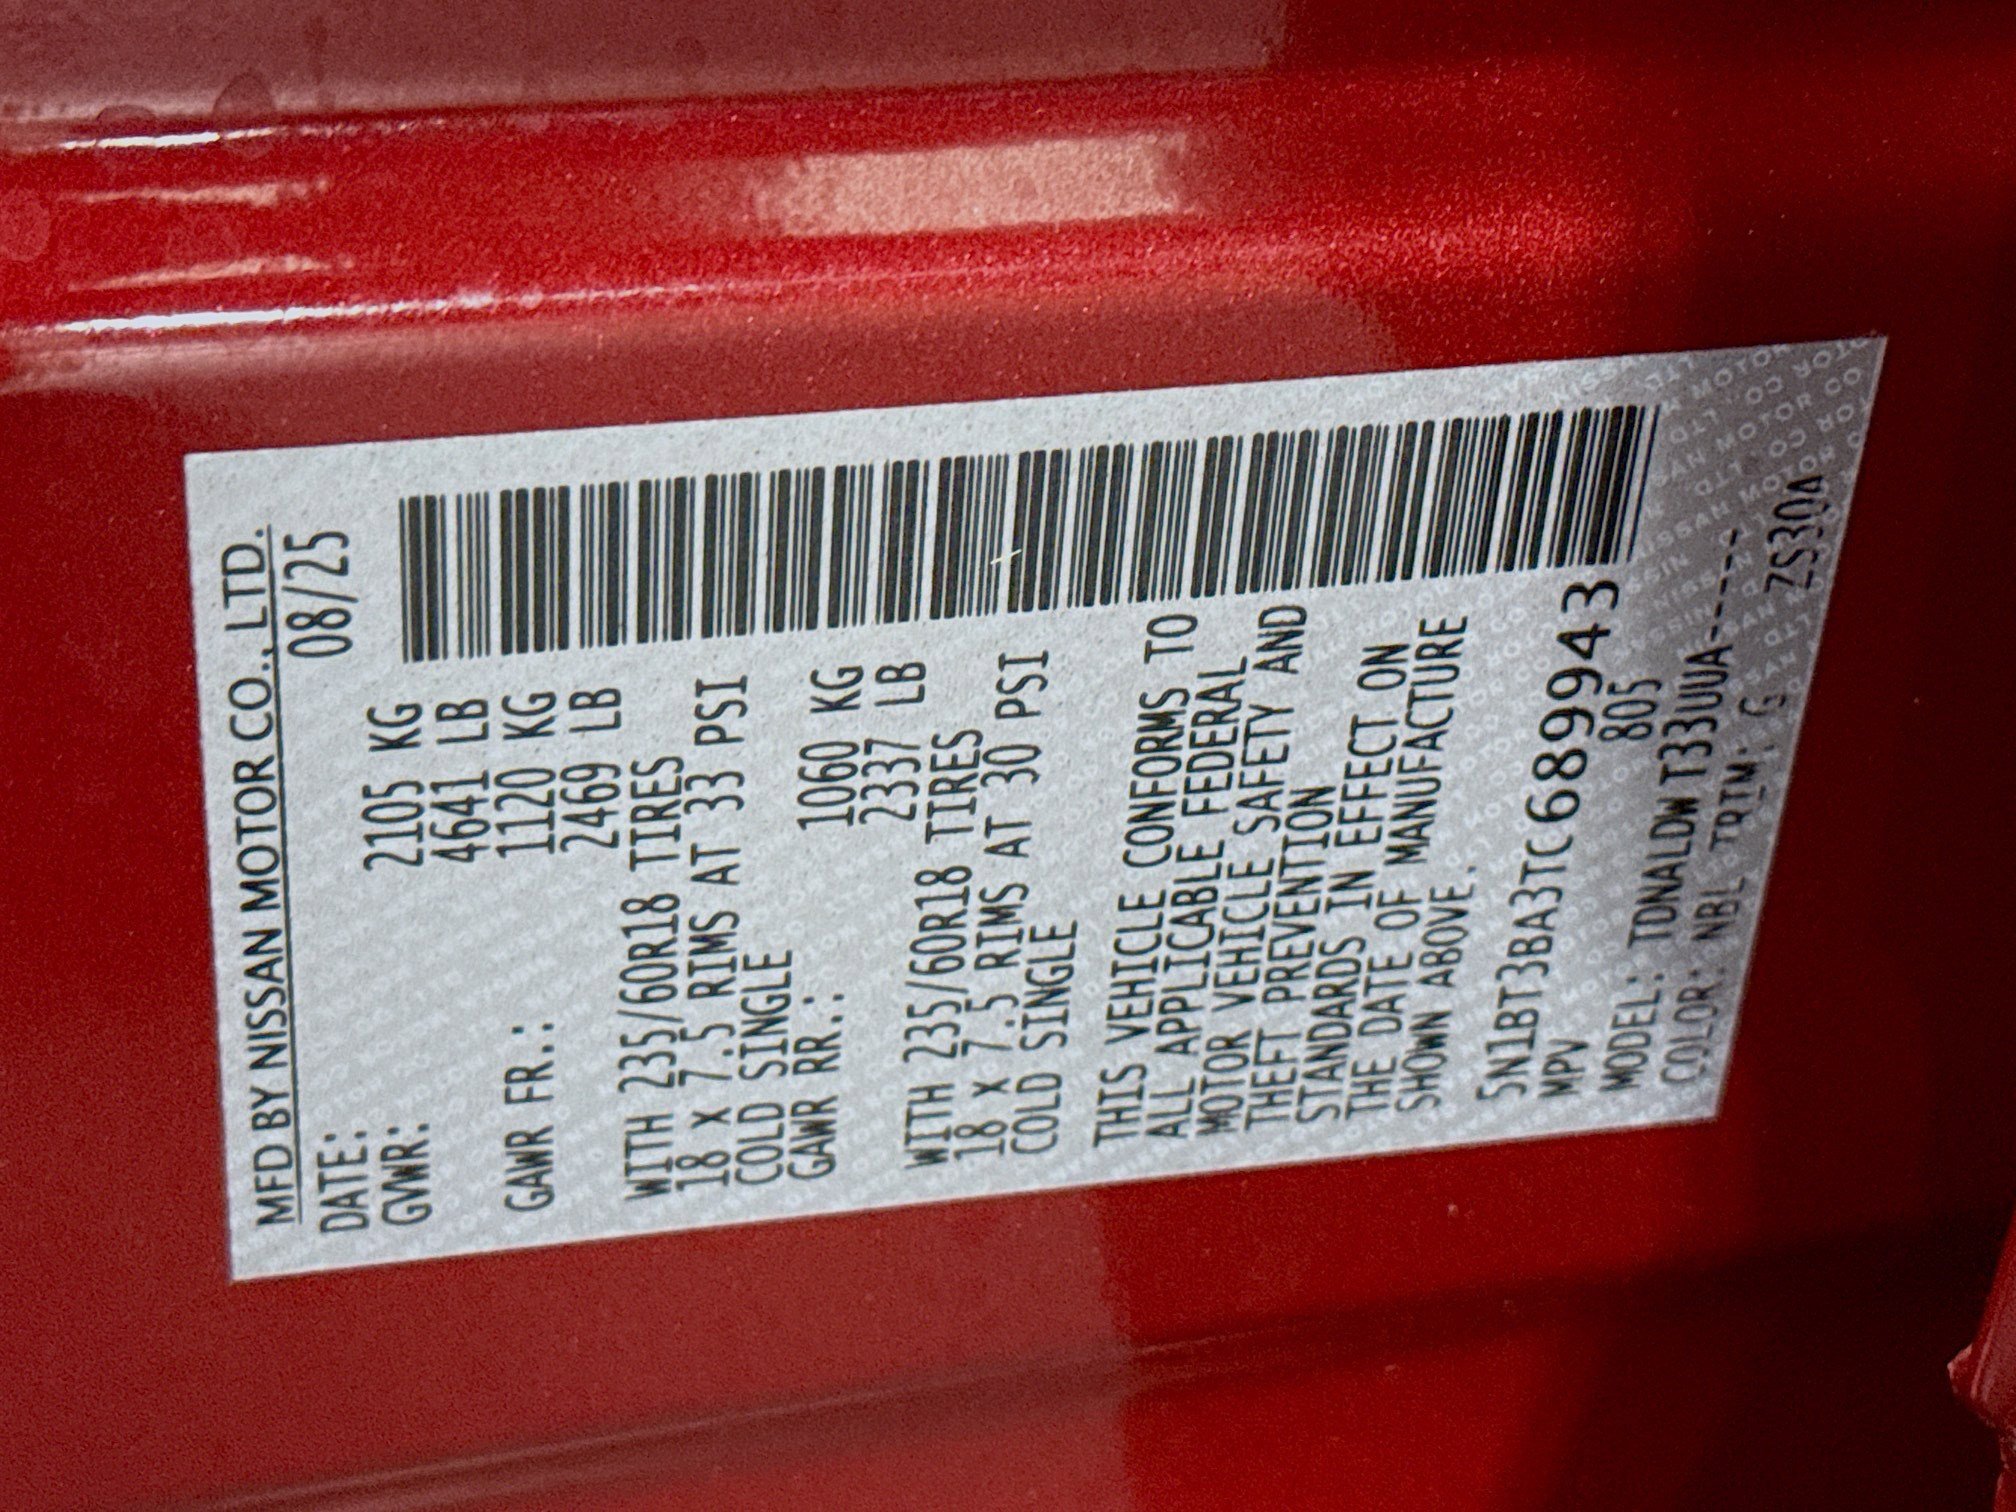 MFD BY NISSAN MOTOR CO., LTD.
DATE: 08/25
GVWR: 2105 KG
4641 LB
GAWR FR.: 1120 KG
2469 LB
WITH 235/60R18 TIRES
18 X 7.5 RIMS AT 33 PSI
COLD SINGLE
GAWR RR.: 1060 KG
2337 LB
WITH 235/60R18 TIRES
18 X 7.5 RIMS AT 30 PSI
COLD SINGLE
THIS VEHICLE CONFORMS TO
ALL APPLICABLE FEDERAL
MOTOR VEHICLE SAFETY AND
THEFT PREVENTION
STANDARDS IN EFFECT ON
THE DATE OF MANUFACTURE
SHOWN ABOVE.
5N1BT3BA3TC689943
MPV 805
MODEL: TDNALDW T33UUA-----
COLOR: NBL TRIM: G ZS30A